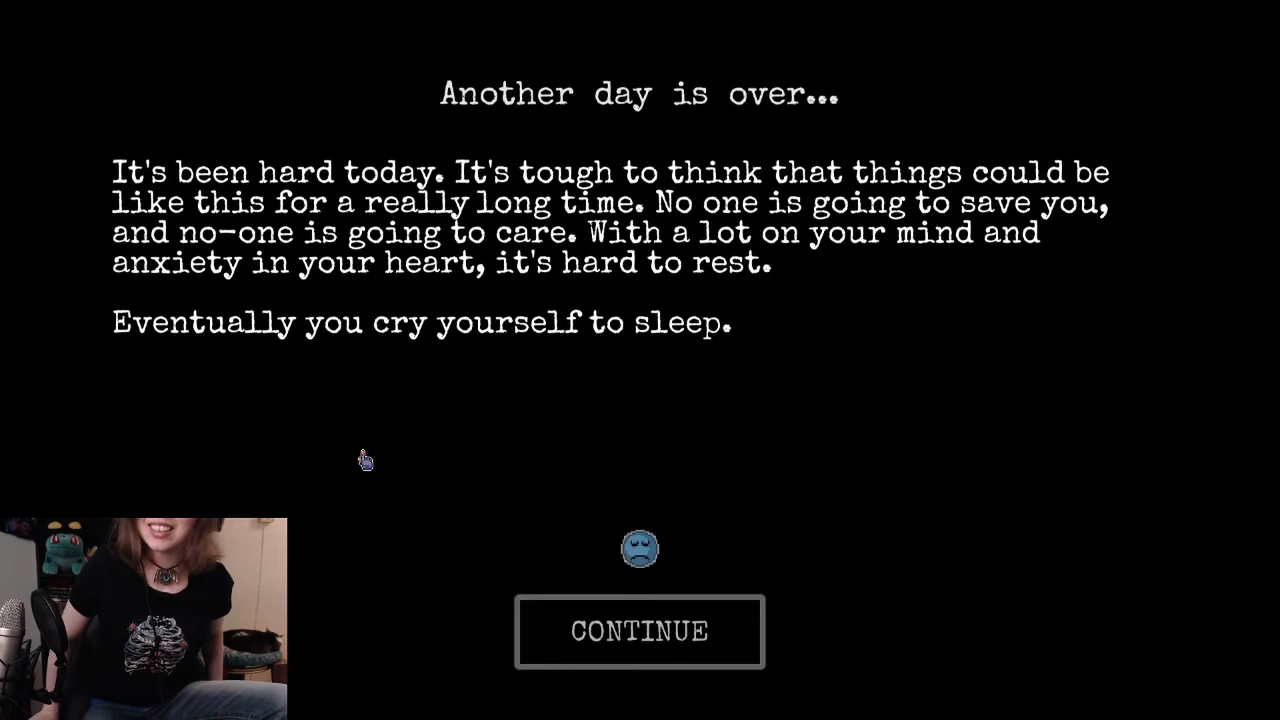 Another day is over...
It's been hard today. It's tough to think that things could be
like this for a really long time. No one is going to save you,
and no-one is going to care. With a lot on your mind and
anxiety in your heart, it's hard to rest.
Eventually you cry yourself to sleep.
CONTINUE